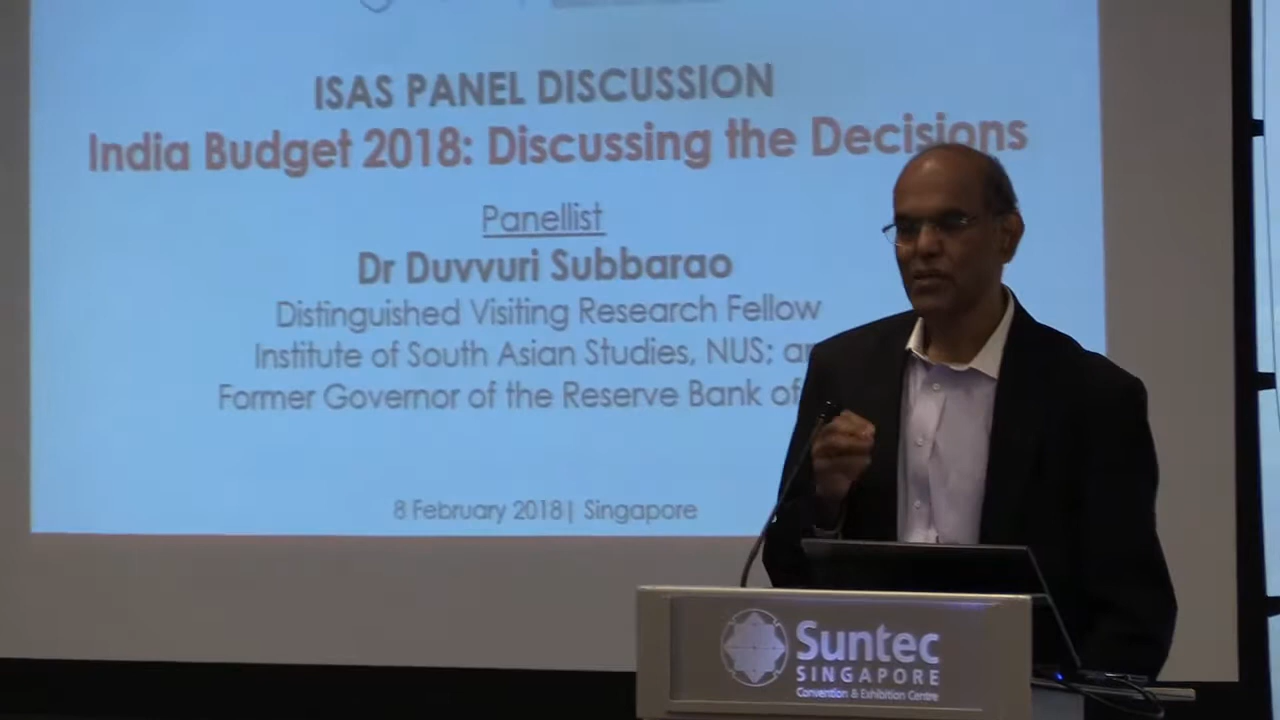 ISAS PANEL DISCUSSION
India Budget 2018: Discussing the Decisions
Panellist
Dr Duvvuri Subbarao
Distinguished Visiting Research Fellow
Institute of South Asian Studies, NUS;
Former Governor of the Reserve Bank of
8 February 2018| Singapore
Suntec
SINGAPORE
Convention & Exhibition Centre